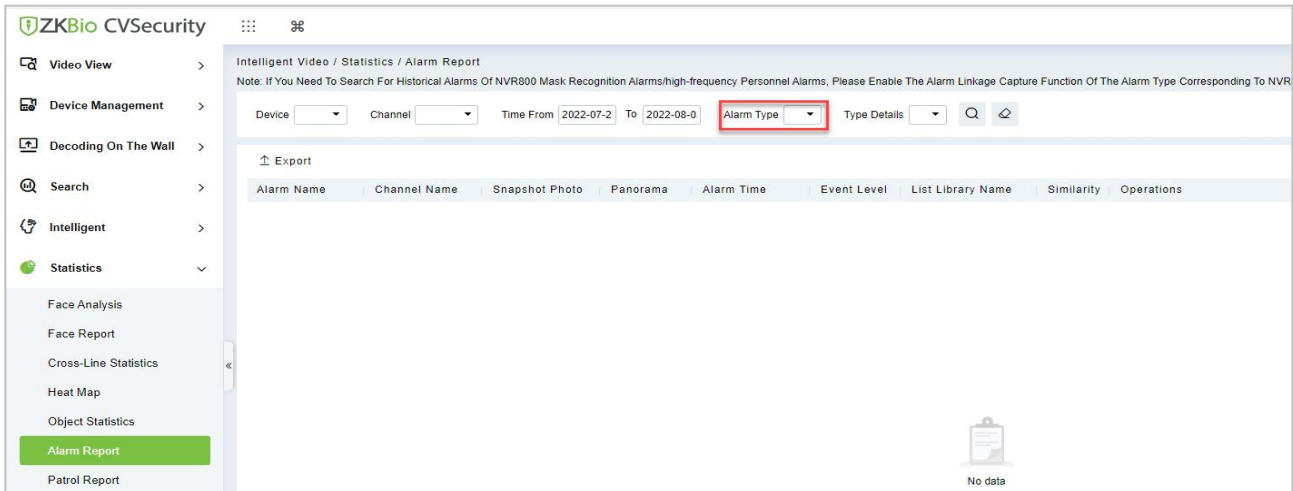 ZKBio CVSecurity
Video View
Device Management
Decoding On The Wall
Search
Intelligent
Statistics
Face Analysis
Face Report
Cross-Line Statistics
Heat Map
Object Statistics
Alarm Report
Patrol Report
Intelligent Video / Statistics / Alarm Report
Note: If You Need To Search For Historical Alarms Of NVR800 Mask Recognition Alarms/high-frequency Personnel Alarms, Please Enable The Alarm Linkage Capture Function Of The Alarm Type Corresponding To NVR
Device Channel Time From 2022-07-2 To 2022-08-0 Alarm Type Type Details
Export
Alarm Name Channel Name Snapshot Photo Panorama Alarm Time Event Level List Library Name Similarity Operations
No data